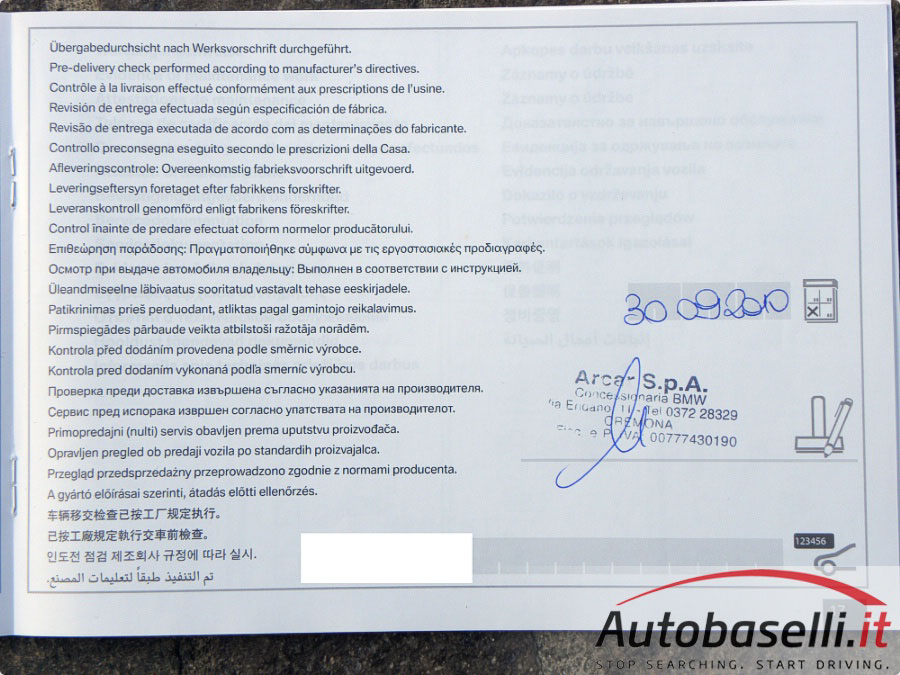 Übergabedurchsicht nach Werksvorschrift durchgeführt.
Pre-delivery check performed according to manufacturer's directives.
Contrôle à la livraison effectué conformément aux prescriptions de l'usine.
Revisión de entrega efectuada según especificación de fábrica.
Revisão de entrega executada de acordo com as determinações do fabricante.
Controllo preconsegna eseguito secondo le prescrizioni della Casa.
Afleveringscontrole: Overeenkomstig fabrieksvoorschrift uitgevoerd.
Leveringseftersyn foretaget efter fabrikkens forskrifter.
Leveranskontroll genomförd enligt fabrikens föreskrifter.
Control înainte de predare efectuat coform normelor producătorului.
Επιθεώρηση παράδοσης: Πραγματοποιήθηκε σύμφωνα με τις εργοστασιακές προδιαγραφές.
Осмотр при выдаче автомобиля владельцу: Выполнен в соответствии с инструкцией.
Üleandmiseelne läbivaatus sooritatud vastavalt tehase eeskirjadele.
Patikrinimas prieš perduodant, atliktas pagal gamintojo reikalavimus.
Pirmspiegādes pārbaude veikta atbilstoši ražotāja norādēm.
Kontrola před dodáním provedena podle směrnic výrobce.
Kontrola pred dodaním vykonaná podľa smerníc výrobcu.
Проверка преди доставка извършена съгласно указанията на производителя.
Сервис пред испорака извршен согласно упатствата на производителот.
Primopredajni (nulti) servis obavljen prema uputstvu proizvođača.
Opravljen pregled ob predaji vozila po standardih proizvajalca.
Przegląd przedsprzedażny przeprowadzono zgodnie z normami producenta.
A gyártó előírásai szerinti, átadás előtti ellenőrzés.
车辆移交检查已按工厂规定执行。
已按工廠規定執行交車前檢查。
인도전 점검 제조회사 규정에 따라 실시.
تم التنفيذ طبقاً لتعليمات المصنع.
30 09 2010
Arcar S.p.A.
Concessionaria BMW
Tel 0372 28329
CREMONA
P. IVA 00777430190
123456
17
Autobaselli.it
STOP SEARCHING. START DRIVING.